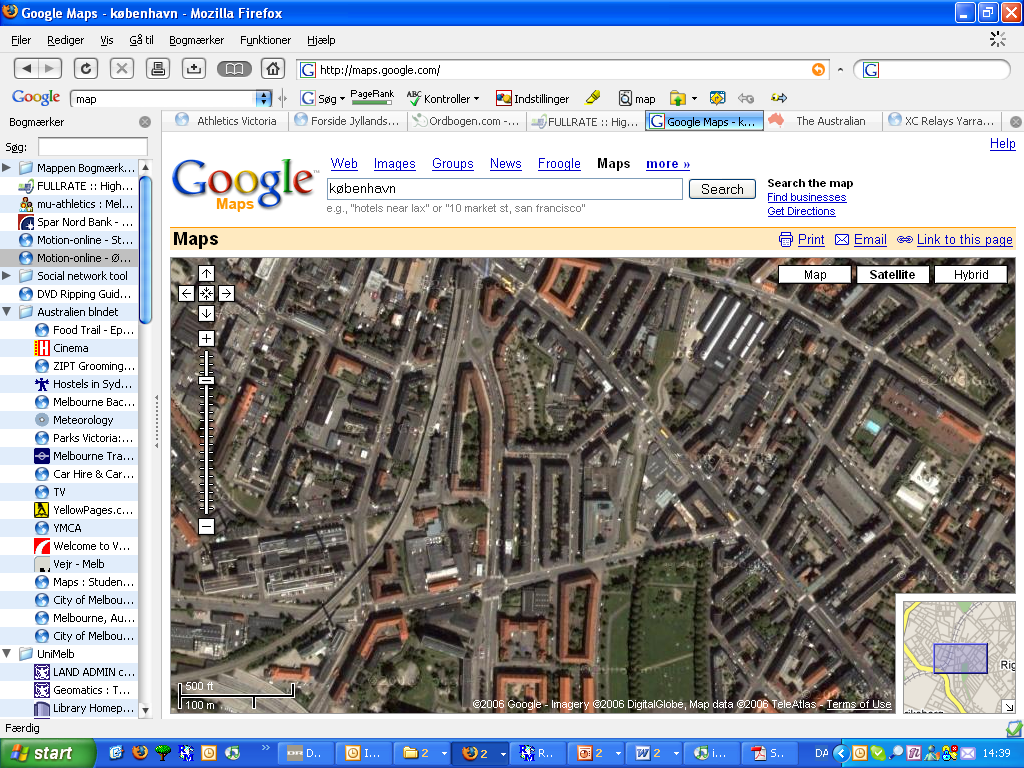 Google Maps - københavn - Mozilla Firefox
Filer Rediger Vis Gå til Bogmærker Funktioner Hjælp
http://maps.google.com/
Google map Søg PageRank Kontroller Indstillinger map
Bogmærker
Athletics Victoria Forside Jyllands... Ordbogen.com -... FULLRATE :: Hig... Google Maps - k... The Australian XC Relays Yarra...
Søg:
Mappen Bogmærk...
FULLRATE :: High...
mu-athletics : Mel...
Spar Nord Bank - ...
Motion-online - St...
Motion-online - Ø...
Social network tool
DVD Ripping Guid...
Australien blndet
Food Trail - Ep...
Cinema
ZIPT Grooming...
Hostels in Syd...
Melbourne Bac...
Meteorology
Parks Victoria:...
Melbourne Tra...
Car Hire & Car...
TV
YellowPages.c...
YMCA
Welcome to V...
Vejr - Melb
Maps : Studen...
City of Melbou...
Melbourne, Au...
City of Melbou...
UniMelb
LAND ADMIN c...
Geomatics : T...
Library Homep...
Help
Google™
Maps
Web Images Groups News Froogle Maps more »
københavn Search
e.g., "hotels near lax" or "10 market st, san francisco"
Search the map
Find businesses
Get Directions
Maps Print Email Link to this page
Map Satellite Hybrid
500 ft
100 m
©2006 Google - Imagery ©2006 DigitalGlobe, Map data ©2006 TeleAtlas - Terms of Use
Færdig
start 2 2 2 2 DA 14:39